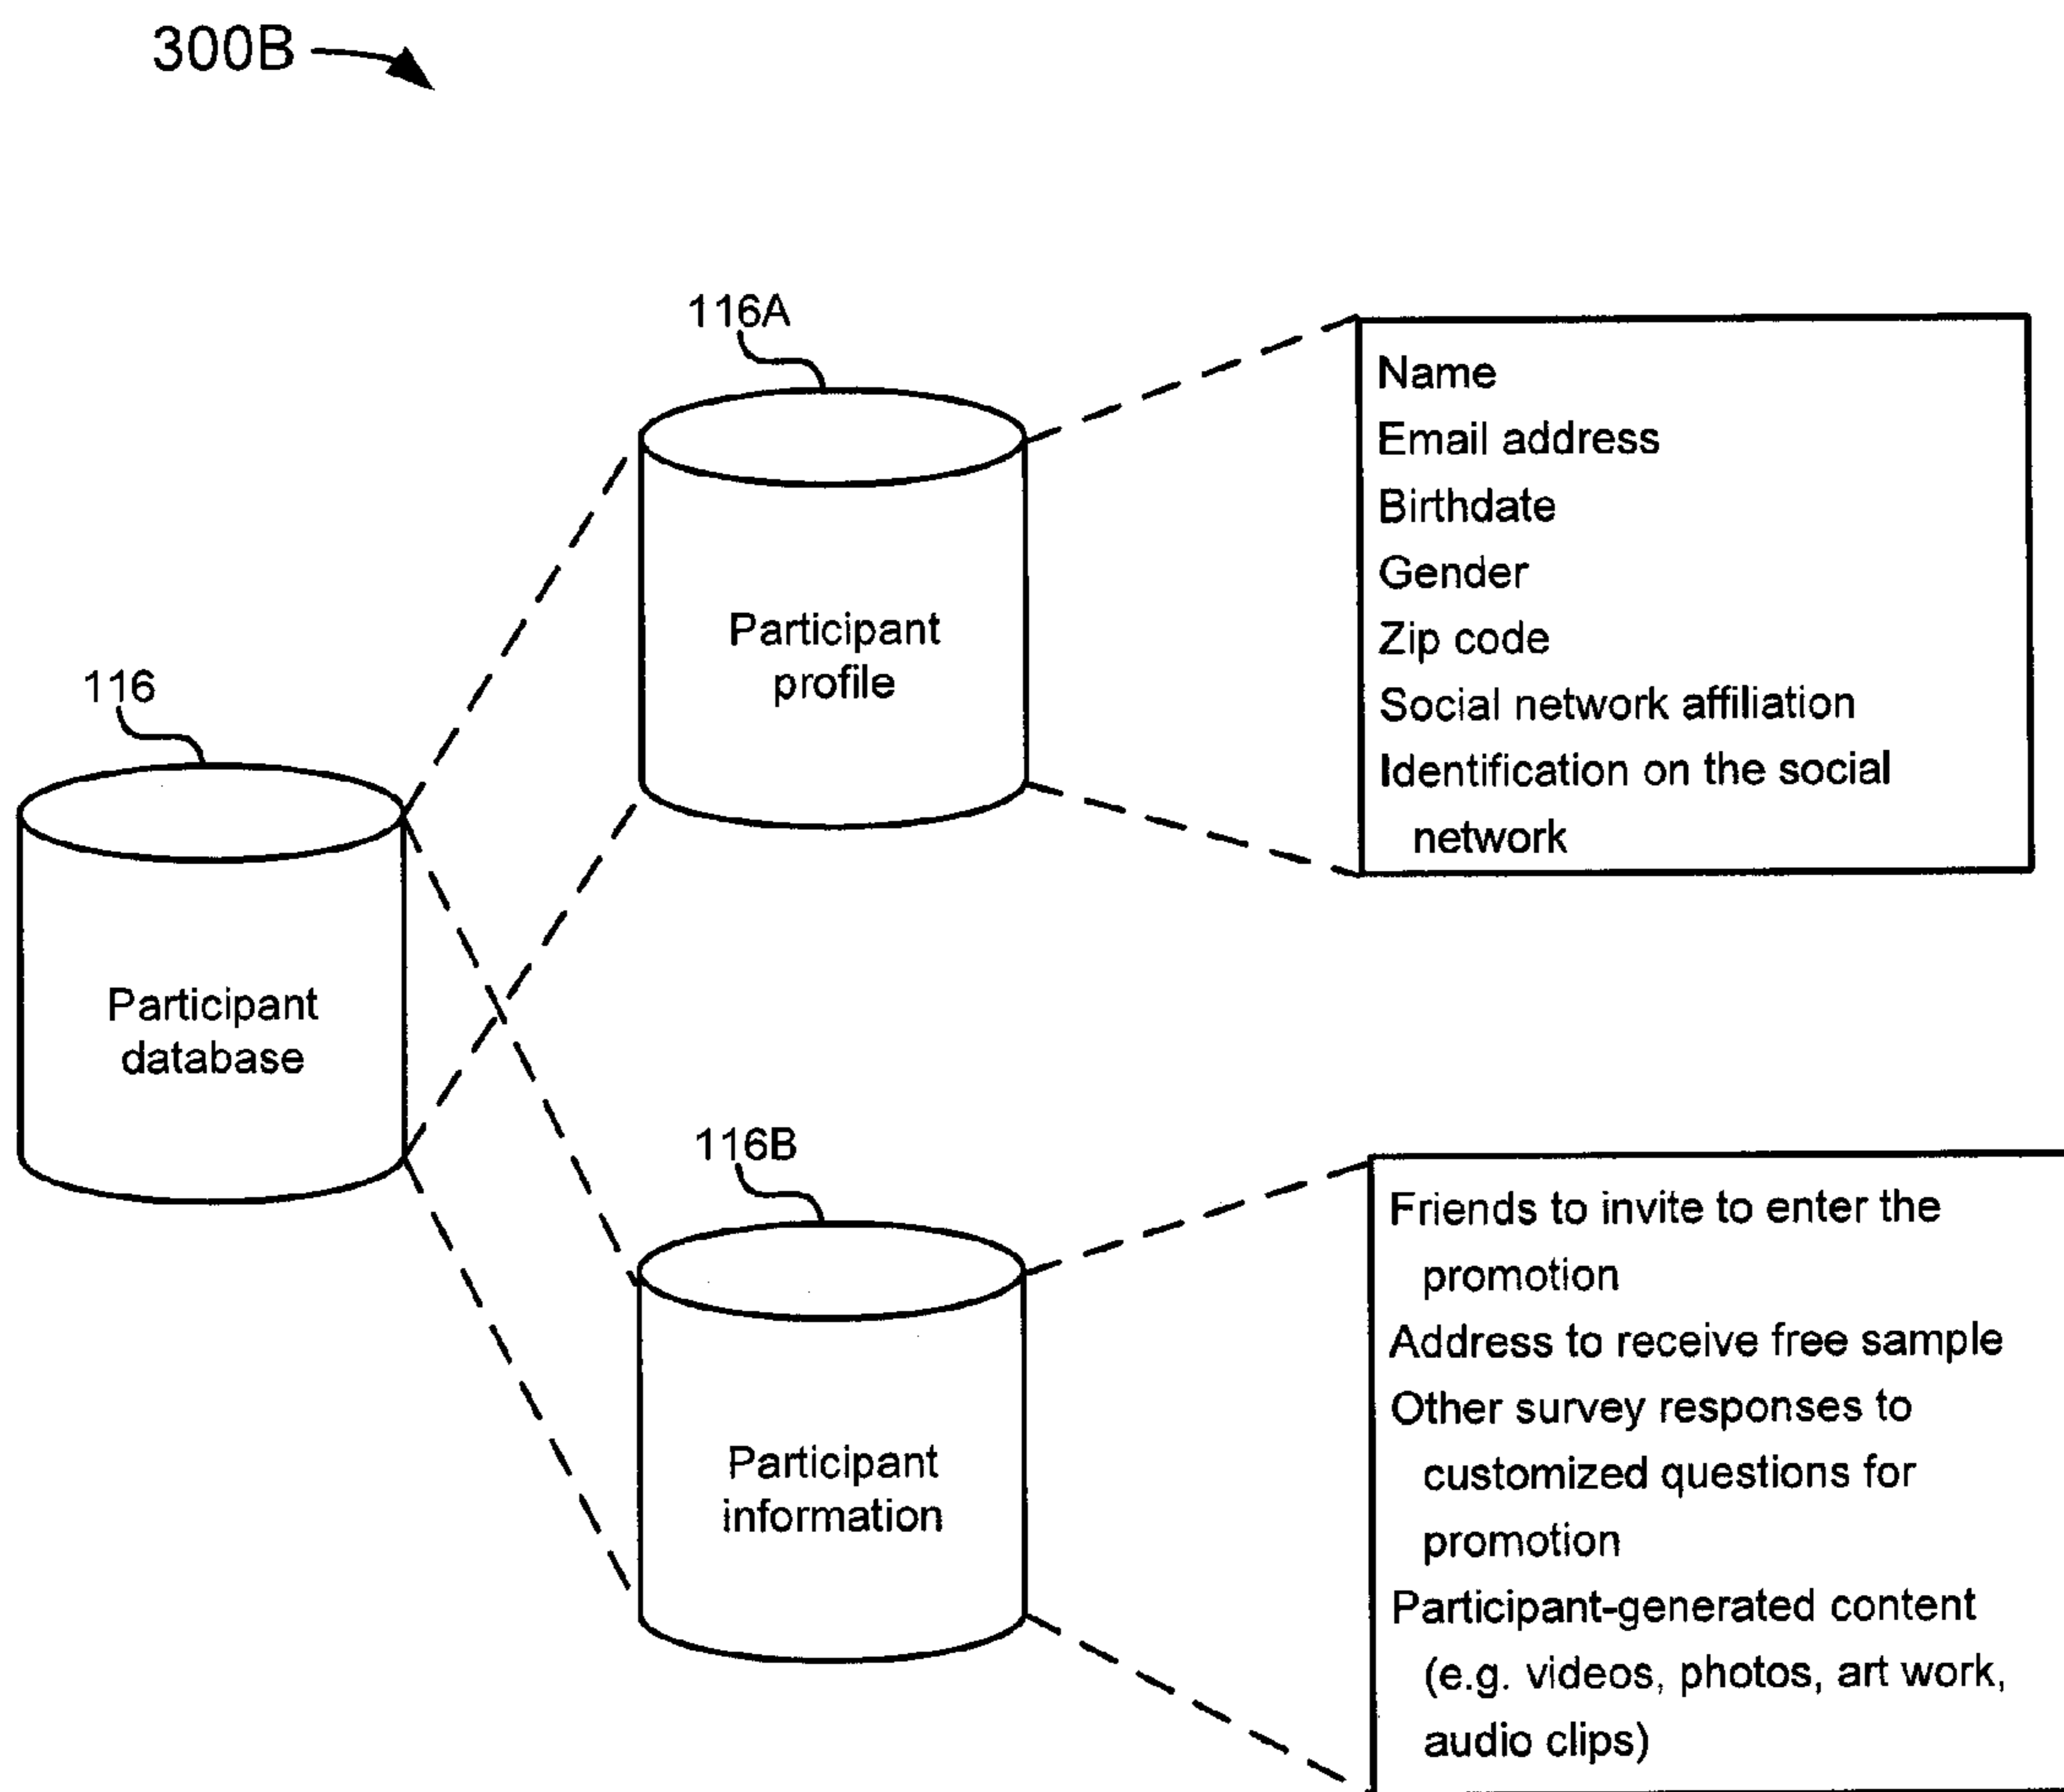 300B
116A
Participant
profile
Name
Email address
Birthdate
Gender
Zip code
Social network affiliation
Identification on the social
network
116
Participant
database
116B
Participant
information
Friends to invite to enter the
promotion
Address to receive free sample
Other survey responses to
customized questions for
promotion
Participant-generated content
(e.g. videos, photos, art work,
audio clips)